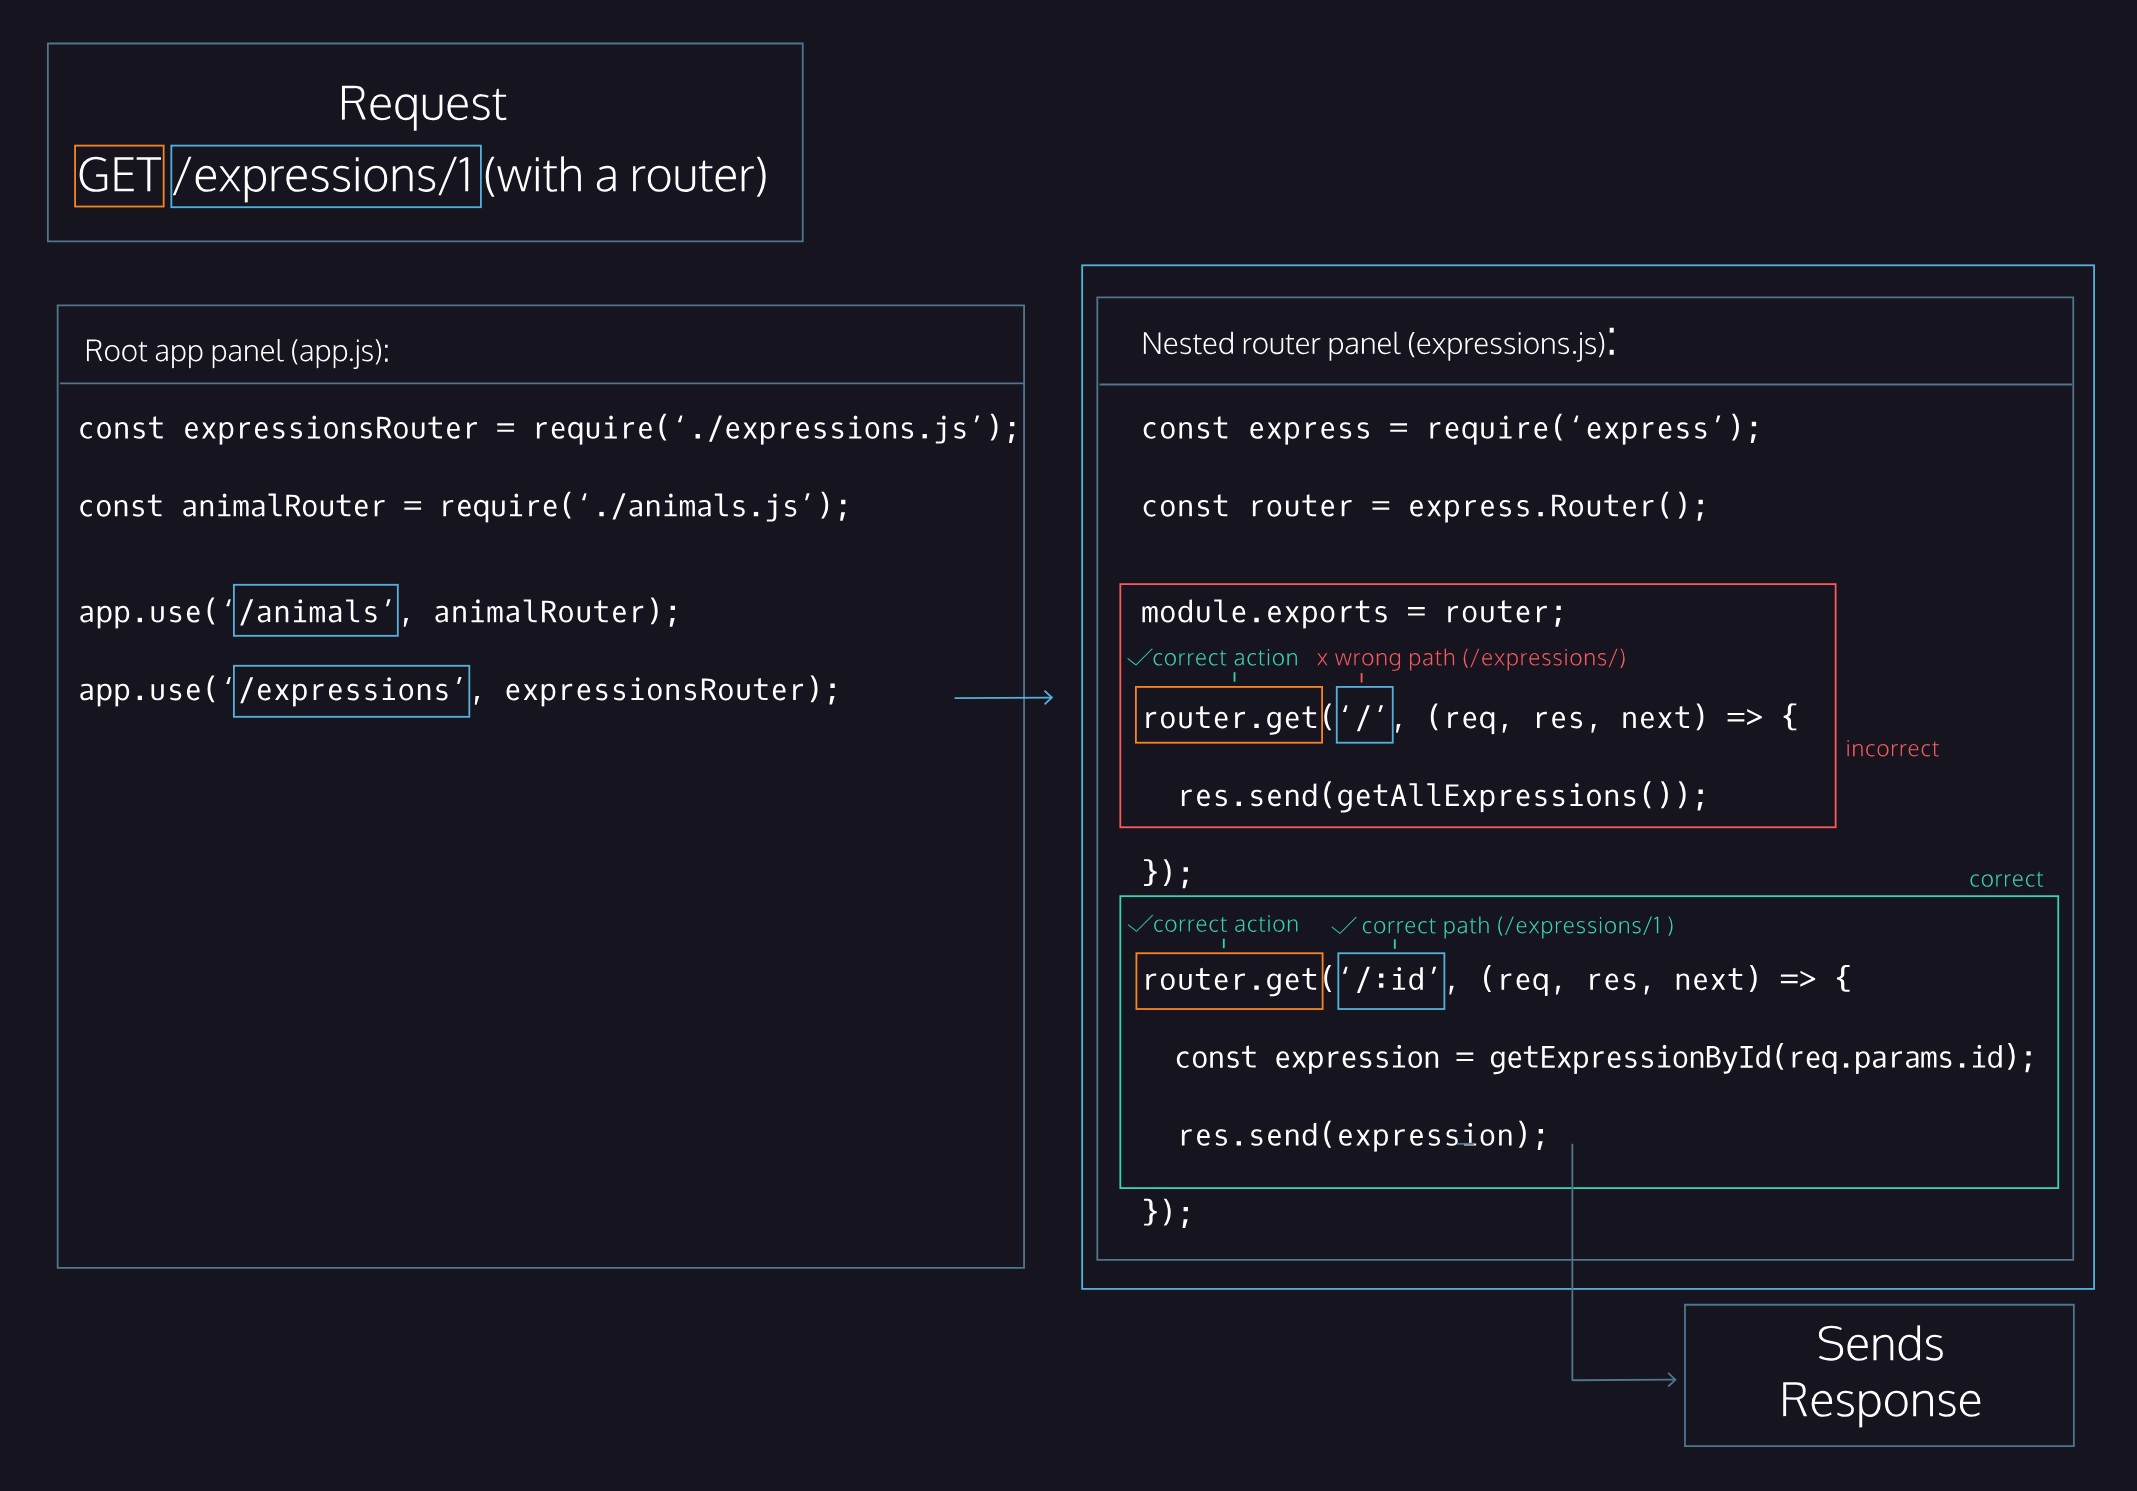 Request
GET /expressions/1 (with a router)
Root app panel (app.js):
const expressionsRouter = require(‘./expressions.js’);
const animalRouter = require(‘./animals.js’);
app.use(‘/animals’, animalRouter);
app.use(‘/expressions’, expressionsRouter);
Nested router panel (expressions.js):
const express = require(‘express’);
const router = express.Router();
module.exports = router;
✓correct action x wrong path (/expressions/)
router.get(‘/’, (req, res, next) => {
incorrect
res.send(getAllExpressions());
});
correct
✓correct action ✓ correct path (/expressions/1)
router.get(‘/:id’, (req, res, next) => {
const expression = getExpressionById(req.params.id);
res.send(expression);
});
Sends
Response